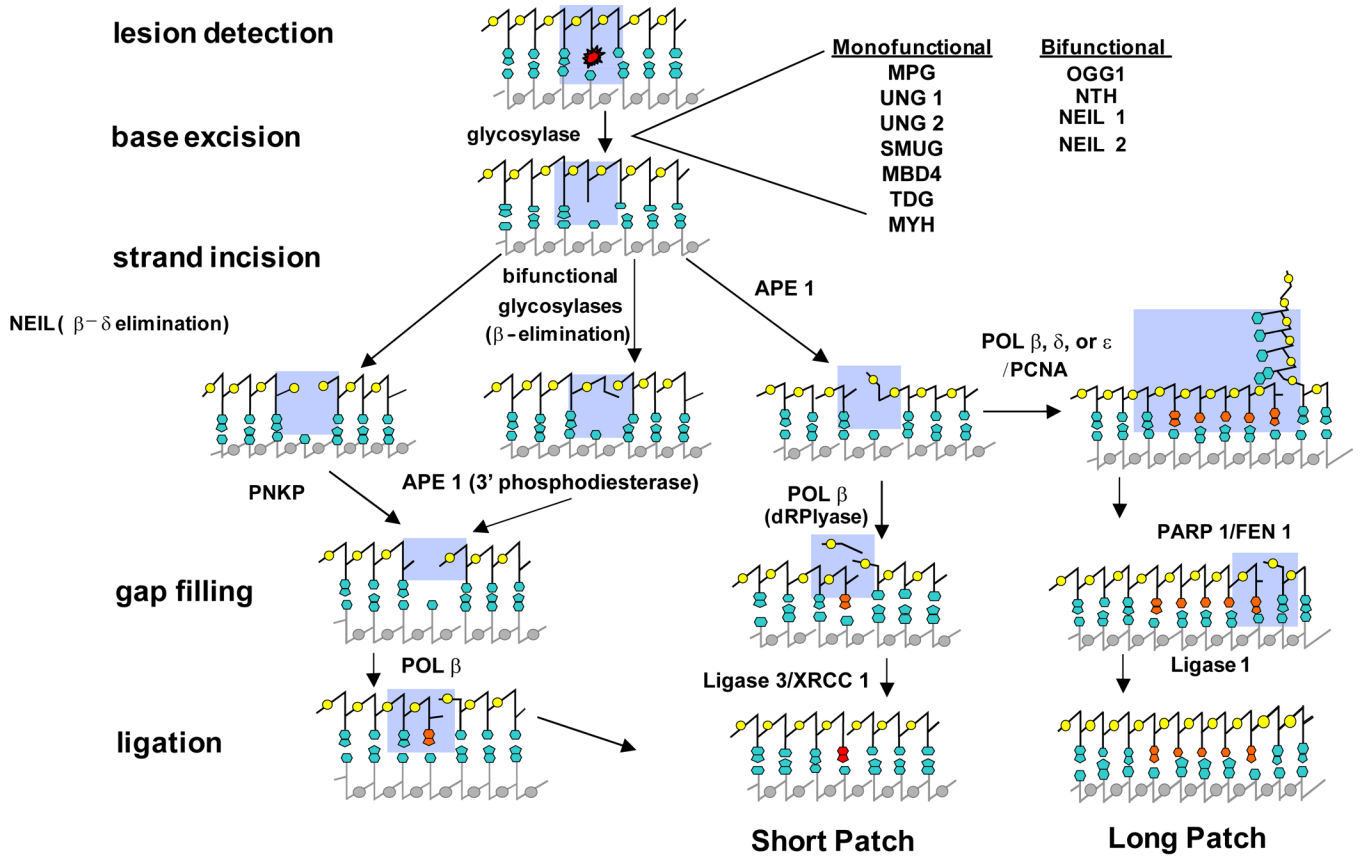 lesion detection
Monofunctional
Bifunctional
MPG
OGG1
UNG 1
NTH
UNG 2
NEIL 1
SMUG
NEIL 2
MBD4
TDG
MYH
base excision
glycosylase
strand incision
bifunctional
glycosylases
(β-elimination)
APE 1
NEIL( β-δ elimination)
POL β, δ, or ε
/PCNA
PNKP
APE 1 (3' phosphodiesterase)
POL β
(dRPlyase)
PARP 1/FEN 1
gap filling
POL β
Ligase 3/XRCC 1
Ligase 1
ligation
Short Patch
Long Patch